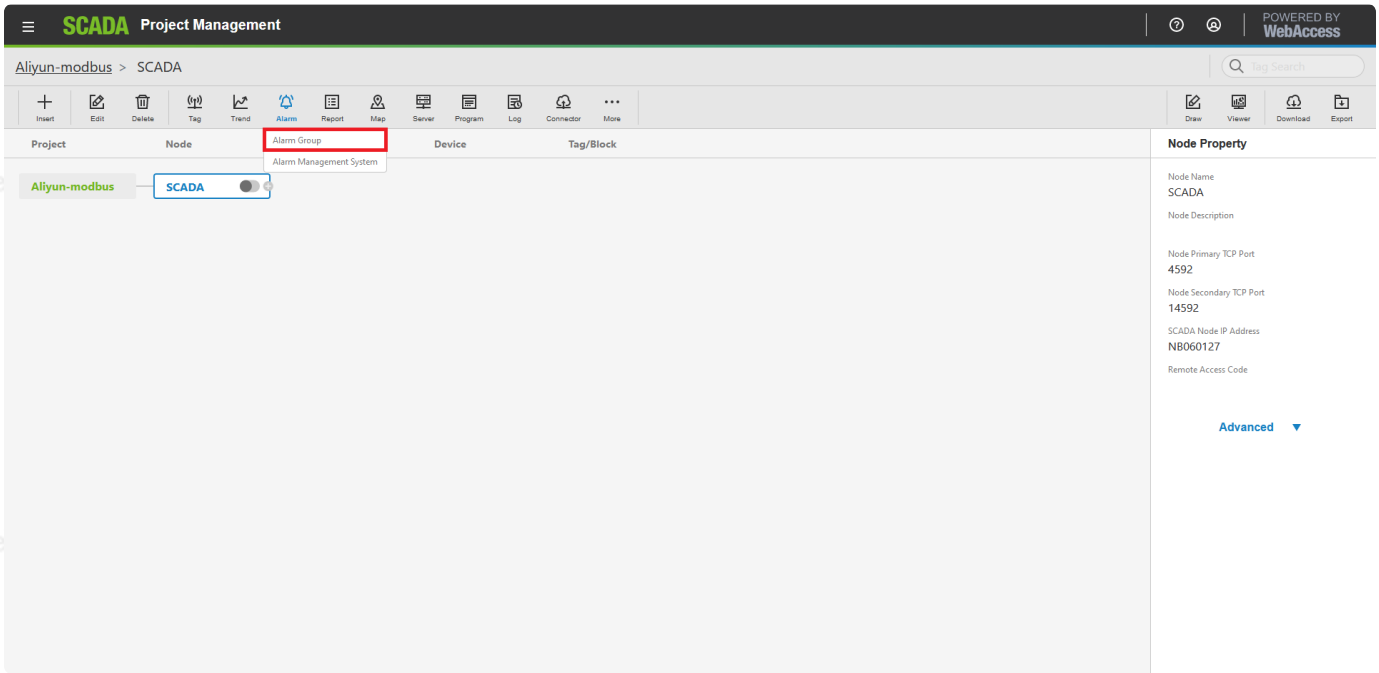 SCADA Project Management
POWERED BY
WebAccess
Aliyun-modbus > SCADA
Tag Search
Insert Edit Delete Tag Trend Alarm Report Map Server Program Log Connector More
Draw Viewer Download Export
Project Node Device Tag/Block
Alarm Group
Alarm Management System
Aliyun-modbus SCADA
Node Property
Node Name
SCADA
Node Description
Node Primary TCP Port
4592
Node Secondary TCP Port
14592
SCADA Node IP Address
NB060127
Remote Access Code
Advanced